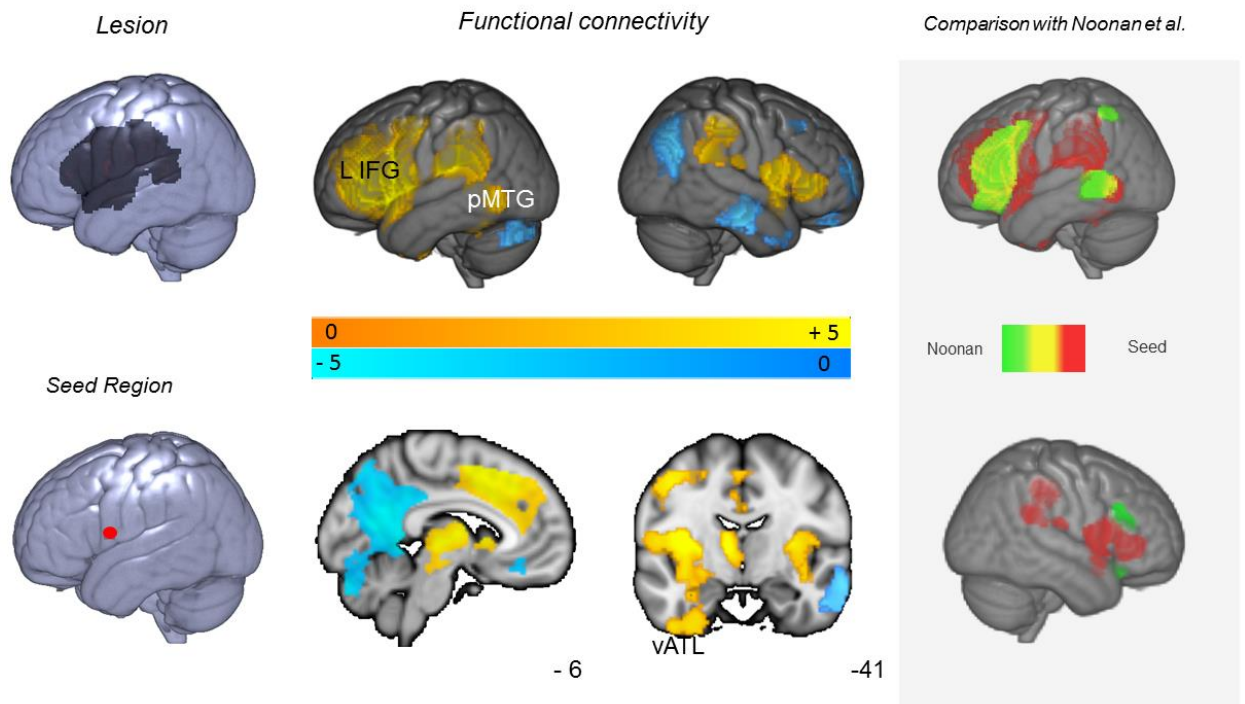 Lesion
Functional connectivity
Comparison with Noonan et al.
L IFG
pMTG
0
+ 5
- 5
0
Noonan
Seed
Seed Region
vATL
- 6
-41